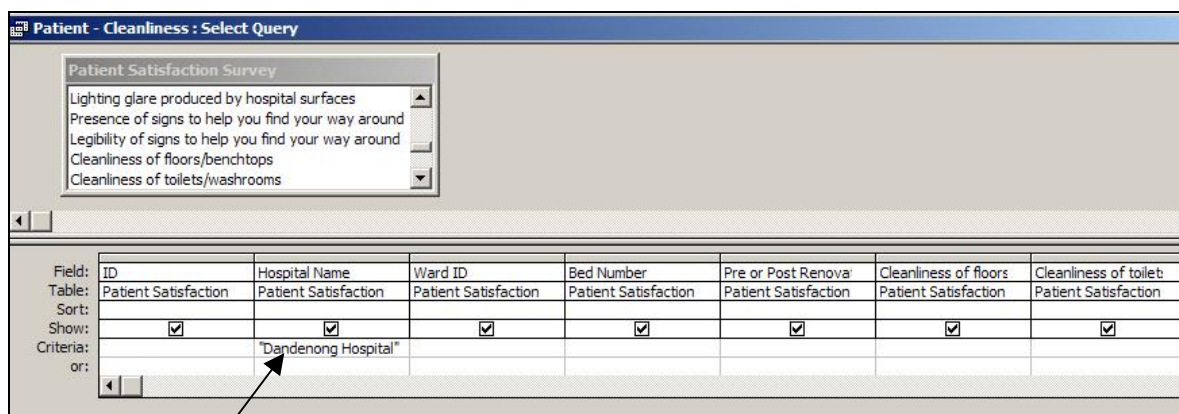 Patient - Cleanliness : Select Query
Patient Satisfaction Survey
Lighting glare produced by hospital surfaces
Presence of signs to help you find your way around
Legibility of signs to help you find your way around
Cleanliness of floors/benchtops
Cleanliness of toilets/washrooms
Field: ID Hospital Name Ward ID Bed Number Pre or Post Renova Cleanliness of floors Cleanliness of toilet
Table: Patient Satisfaction Patient Satisfaction Patient Satisfaction Patient Satisfaction Patient Satisfaction Patient Satisfaction Patient Satisfaction
Sort:
Show:
Criteria: "Dandenong Hospital"
or: